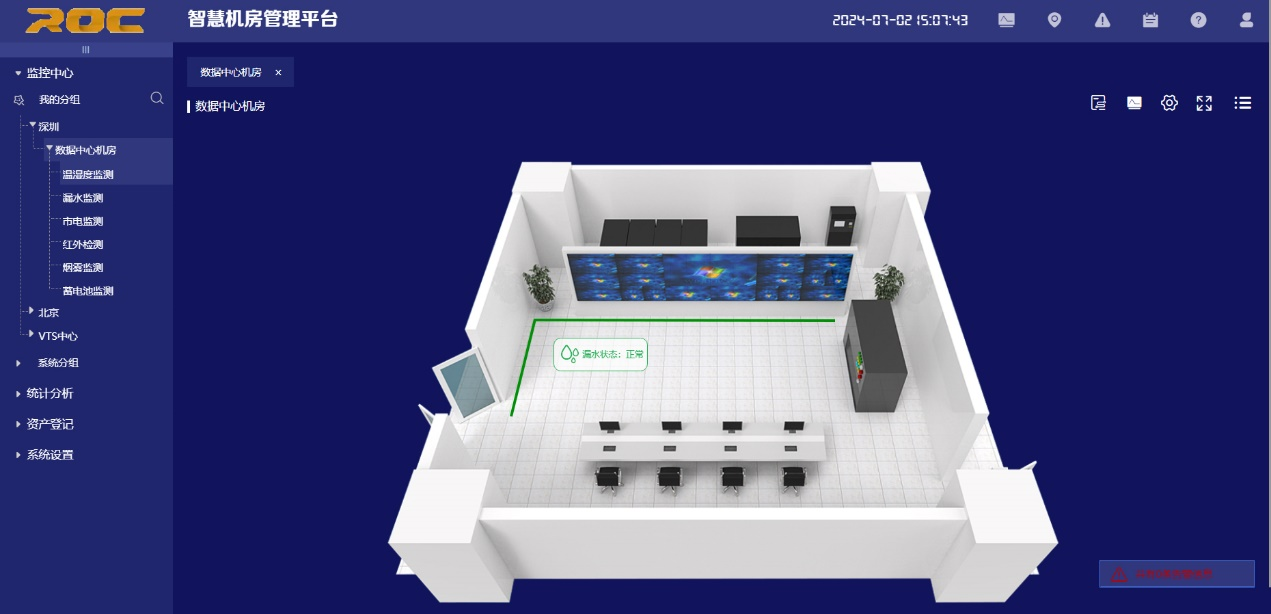 ROC
智慧机房管理平台
2024-07-02 15:07:43
监控中心
我的分组
深圳
数据中心机房
温湿度监测
漏水监测
市电监测
红外检测
烟雾监测
蓄电池监测
北京
VTS中心
系统分组
统计分析
资产登记
系统设置
数据中心机房 ×
数据中心机房
漏水状态：正常